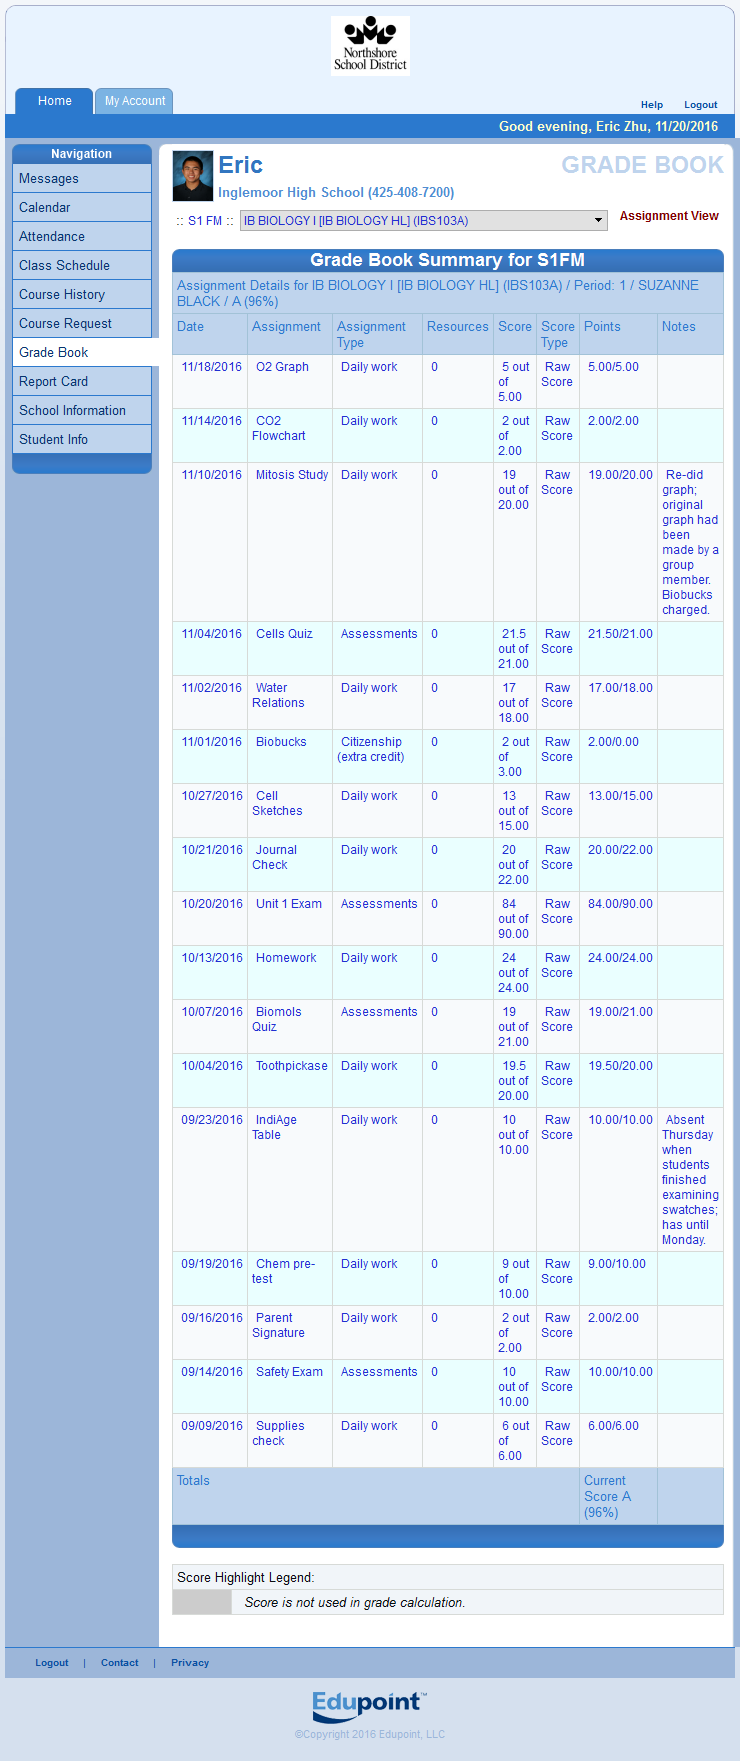 Northshore
School District
Home
My Account
Help Logout
Good evening, Eric Zhu, 11/20/2016
Navigation
Messages
Calendar
Attendance
Class Schedule
Course History
Course Request
Grade Book
Report Card
School Information
Student Info
Eric
GRADE BOOK
Inglemoor High School (425-408-7200)
:: S1 FM :: IB BIOLOGY I [IB BIOLOGY HL] (IBS103A)
Assignment View
Grade Book Summary for S1FM
Assignment Details for IB BIOLOGY I [IB BIOLOGY HL] (IBS103A) / Period: 1 / SUZANNE
BLACK / A (96%)
Date Assignment Assignment Type Resources Score Score Type Points Notes
11/18/2016 O2 Graph Daily work 0 5 out of 5.00 Raw Score 5.00/5.00
11/14/2016 CO2 Flowchart Daily work 0 2 out of 2.00 Raw Score 2.00/2.00
11/10/2016 Mitosis Study Daily work 0 19 out of 20.00 Raw Score 19.00/20.00 Re-did graph; original graph had been made by a group member. Biobucks charged.
11/04/2016 Cells Quiz Assessments 0 21.5 out of 21.00 Raw Score 21.50/21.00
11/02/2016 Water Relations Daily work 0 17 out of 18.00 Raw Score 17.00/18.00
11/01/2016 Biobucks Citizenship (extra credit) 0 2 out of 3.00 Raw Score 2.00/0.00
10/27/2016 Cell Sketches Daily work 0 13 out of 15.00 Raw Score 13.00/15.00
10/21/2016 Journal Check Daily work 0 20 out of 22.00 Raw Score 20.00/22.00
10/20/2016 Unit 1 Exam Assessments 0 84 out of 90.00 Raw Score 84.00/90.00
10/13/2016 Homework Daily work 0 24 out of 24.00 Raw Score 24.00/24.00
10/07/2016 Biomols Quiz Assessments 0 19 out of 21.00 Raw Score 19.00/21.00
10/04/2016 Toothpickase Daily work 0 19.5 out of 20.00 Raw Score 19.50/20.00
09/23/2016 IndiAge Table Daily work 0 10 out of 10.00 Raw Score 10.00/10.00 Absent Thursday when students finished examining swatches; has until Monday.
09/19/2016 Chem pre-test Daily work 0 9 out of 10.00 Raw Score 9.00/10.00
09/16/2016 Parent Signature Daily work 0 2 out of 2.00 Raw Score 2.00/2.00
09/14/2016 Safety Exam Assessments 0 10 out of 10.00 Raw Score 10.00/10.00
09/09/2016 Supplies check Daily work 0 6 out of 6.00 Raw Score 6.00/6.00
Totals Current Score A (96%)
Score Highlight Legend:
Score is not used in grade calculation.
Logout | Contact | Privacy
Edupoint™
©Copyright 2016 Edupoint, LLC